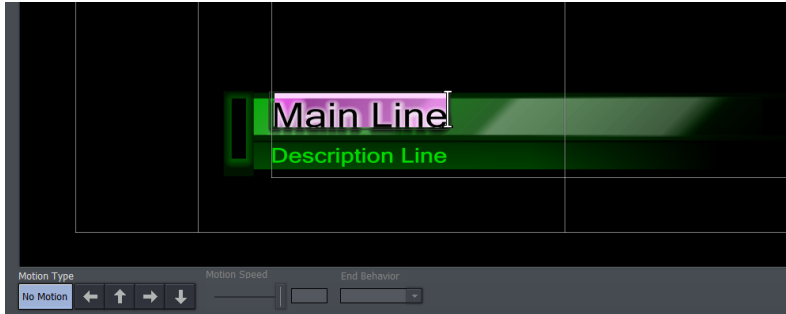 Main Line
Description Line
Motion Type
Motion Speed
End Behavior
No Motion